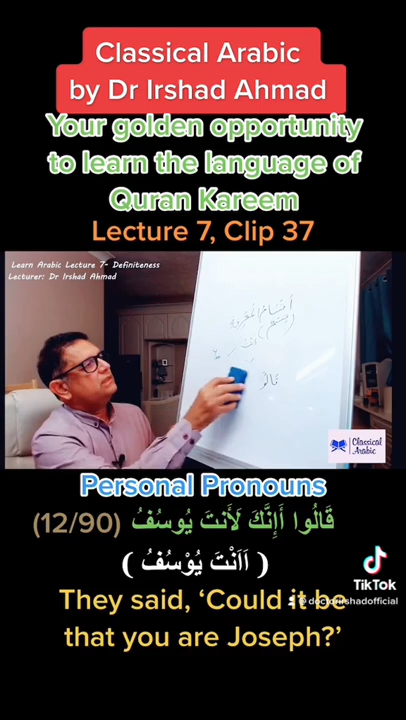 Classical Arabic
by Dr Irshad Ahmad
Your golden opportunity
to learn the language of
Quran Kareem
Lecture 7, Clip 37
Learn Arabic Lecture 7- Definiteness
Lecturer: Dr Irshad Ahmad
قالوا
Classical
Arabic
Personal Pronouns
قَالُوا أَإِنَّكَ لَأَنتَ يُوسُفُ (12/90)
( اَاَنْتَ يُوْسُفُ )
TikTok
They said, ‘Could it be
@doctorirshadofficial
that you are Joseph?’